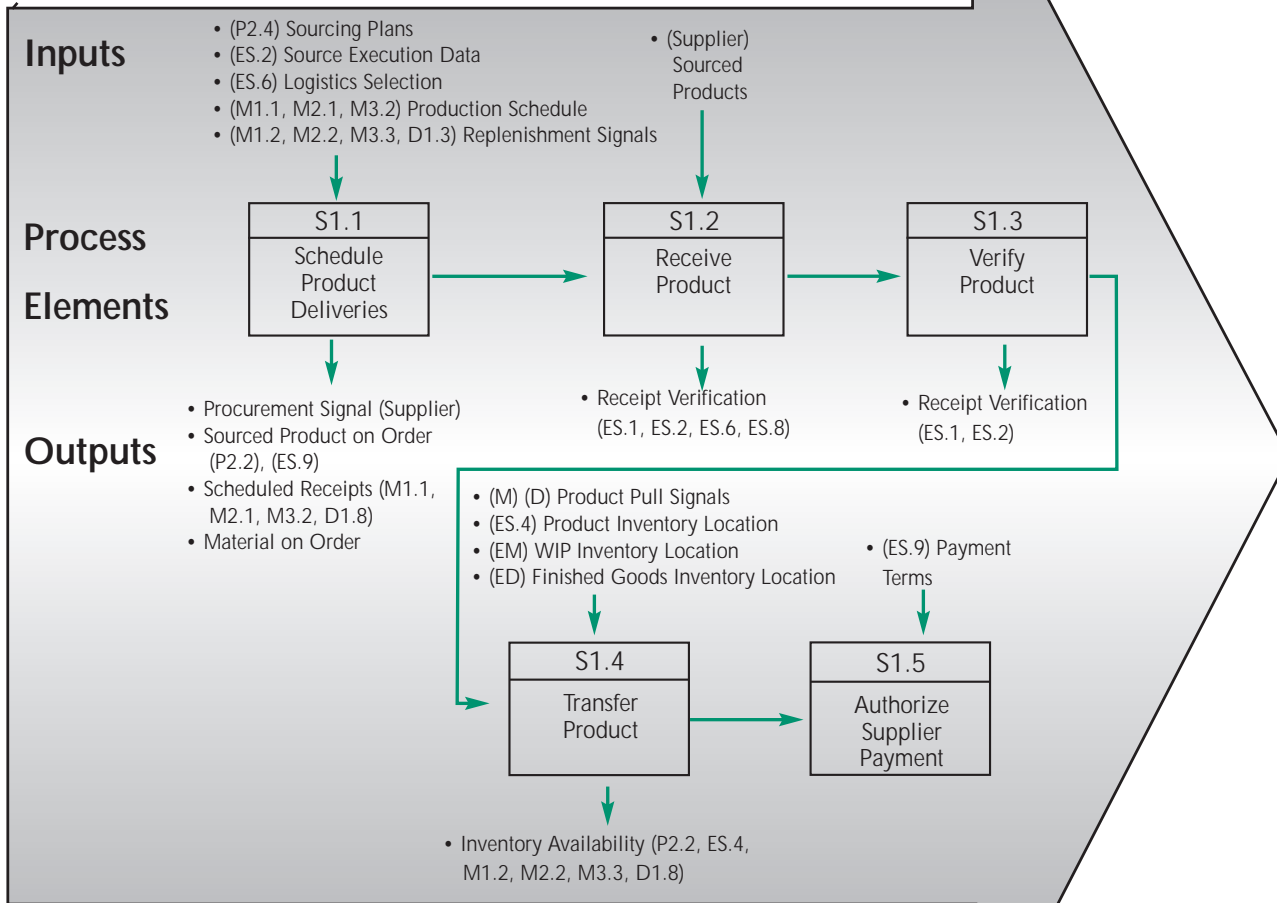 Inputs
• (P2.4) Sourcing Plans
• (ES.2) Source Execution Data
• (ES.6) Logistics Selection
• (M1.1, M2.1, M3.2) Production Schedule
• (M1.2, M2.2, M3.3, D1.3) Replenishment Signals
• (Supplier)
Sourced
Products
Process
Elements
S1.1
Schedule
Product
Deliveries
S1.2
Receive
Product
S1.3
Verify
Product
Outputs
• Procurement Signal (Supplier)
• Sourced Product on Order
(P2.2), (ES.9)
• Scheduled Receipts (M1.1,
M2.1, M3.2, D1.8)
• Material on Order
• Receipt Verification
(ES.1, ES.2, ES.6, ES.8)
• Receipt Verification
(ES.1, ES.2)
• (M) (D) Product Pull Signals
• (ES.4) Product Inventory Location
• (EM) WIP Inventory Location
• (ED) Finished Goods Inventory Location
• (ES.9) Payment
Terms
S1.4
Transfer
Product
S1.5
Authorize
Supplier
Payment
• Inventory Availability (P2.2, ES.4,
M1.2, M2.2, M3.3, D1.8)